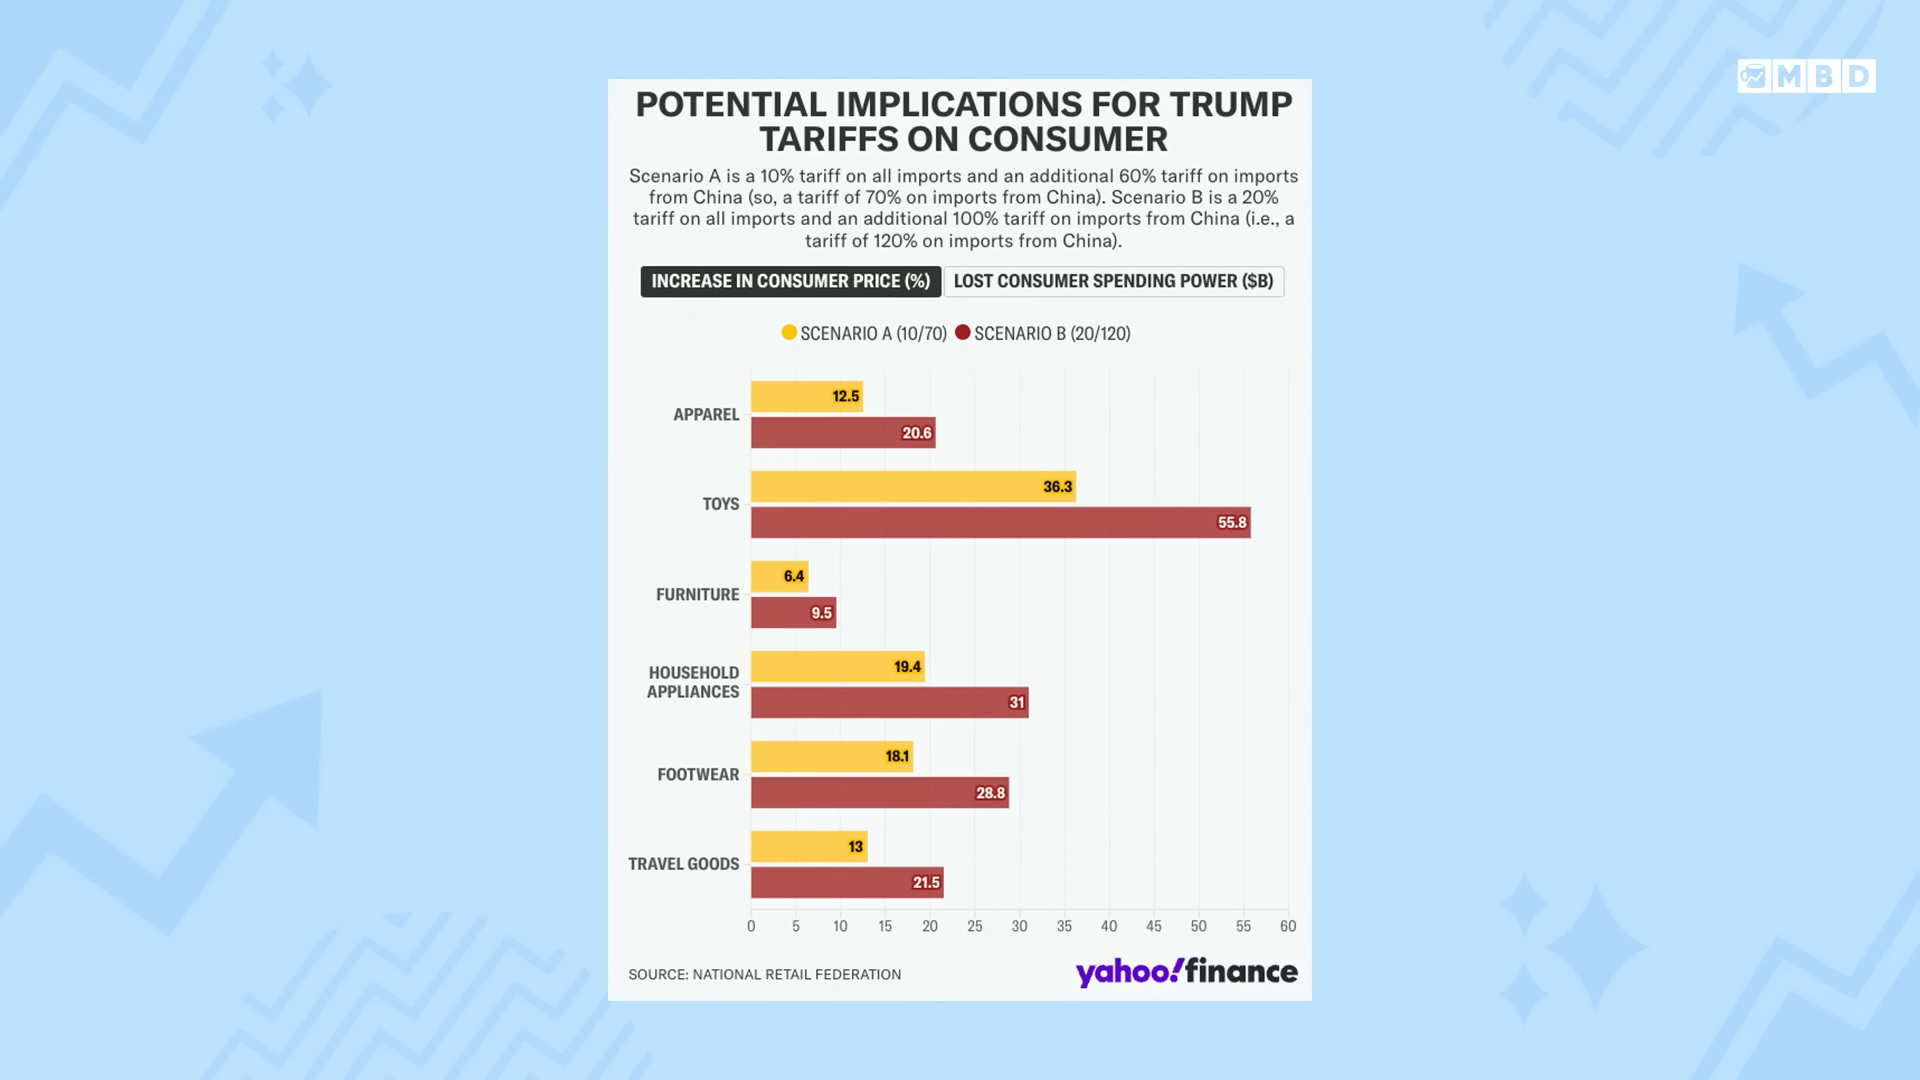 MBD
POTENTIAL IMPLICATIONS FOR TRUMP
TARIFFS ON CONSUMER
Scenario A is a 10% tariff on all imports and an additional 60% tariff on imports
from China (so, a tariff of 70% on imports from China). Scenario B is a 20%
tariff on all imports and an additional 100% tariff on imports from China (i.e., a
tariff of 120% on imports from China).
INCREASE IN CONSUMER PRICE (%) LOST CONSUMER SPENDING POWER ($B)
SCENARIO A (10/70) SCENARIO B (20/120)
APPAREL
12.5
20.6
TOYS
36.3
55.8
FURNITURE
6.4
9.5
HOUSEHOLD
APPLIANCES
19.4
31
FOOTWEAR
18.1
28.8
TRAVEL GOODS
13
21.5
0 5 10 15 20 25 30 35 40 45 50 55 60
SOURCE: NATIONAL RETAIL FEDERATION
yahoo!finance